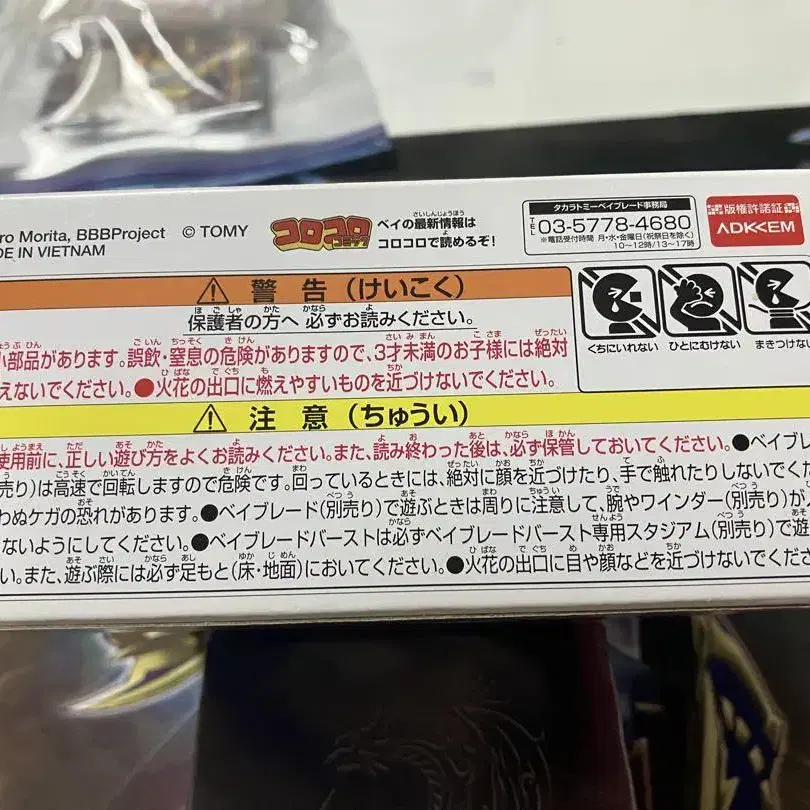 ro Morita, BBBProject © TOMY
DE IN VIETNAM
コロコロ
コミック
さいしんじょうほう
ベイの最新情報は
コロコロで読めるぞ!
タカラトミーベイブレード事務局
TEL 03-5778-4680
※電話受付時間 月・水・金曜日(祝祭日を除く)
10~12時/13~17時
版権許諾証
ADK EM
警告(けいこく)
保護者の方へ 必ずお読みください。
小部品があります。誤飲・窒息の危険がありますので、3才未満のお子様には絶対
えないでください。●火花の出口に燃えやすいものを近づけないでください。
くちにいれない
ひとにむけない
まきつけない
注意(ちゅうい)
使用前に、正しい遊び方をよくお読みください。また、読み終わった後は、必ず保管しておいてください。●ベイブレー
売り)は高速で回転しますので危険です。回っているときには、絶対に顔を近づけたり、手で触れたりしないでくだ
わぬケガの恐れがあります。●ベイブレード(別売り)で遊ぶときは周りに注意して、腕やワインダー(別売り)が、
ないようにしてください。●ベイブレードバーストは必ずベイブレードバースト専用スタジアム(別売り)で遊
い。また、遊ぶ際には必ず足もと(床・地面)においてください。●火花の出口に目や顔などを近づけないでくださ